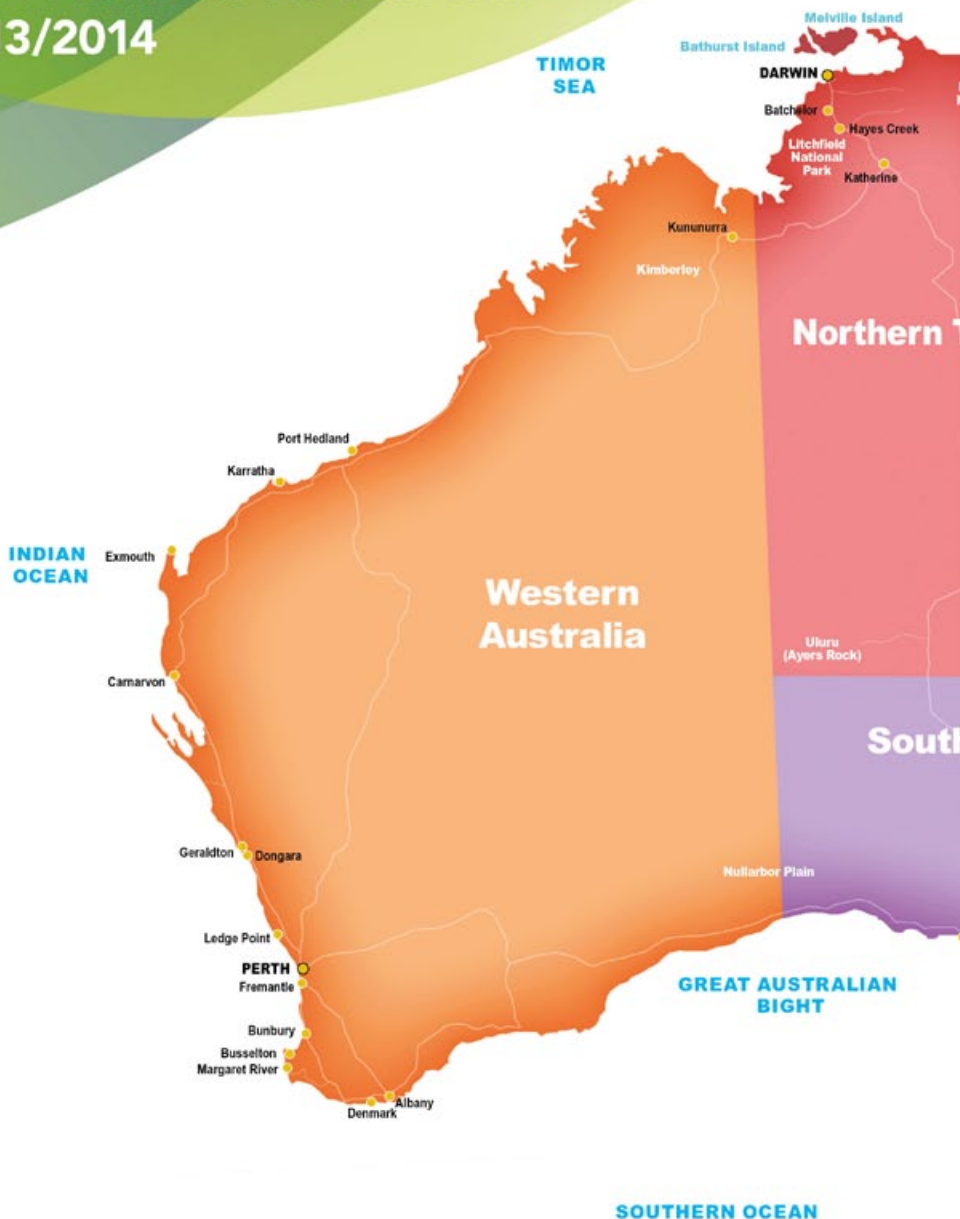 3/2014
Melville Island
Bathurst Island
TIMOR
SEA
DARWIN
Batchelor
Hayes Creek
Litchfield
National
Park
Katherine
Kununurra
Kimberley
Northern
Port Hedland
Karratha
INDIAN
OCEAN
Exmouth
Western
Australia
Uluru
(Ayers Rock)
Carnarvon
South
Geraldton
Dongara
Nullarbor Plain
Ledge Point
PERTH
Fremantle
GREAT AUSTRALIAN
BIGHT
Bunbury
Busselton
Margaret River
Albany
Denmark
SOUTHERN OCEAN